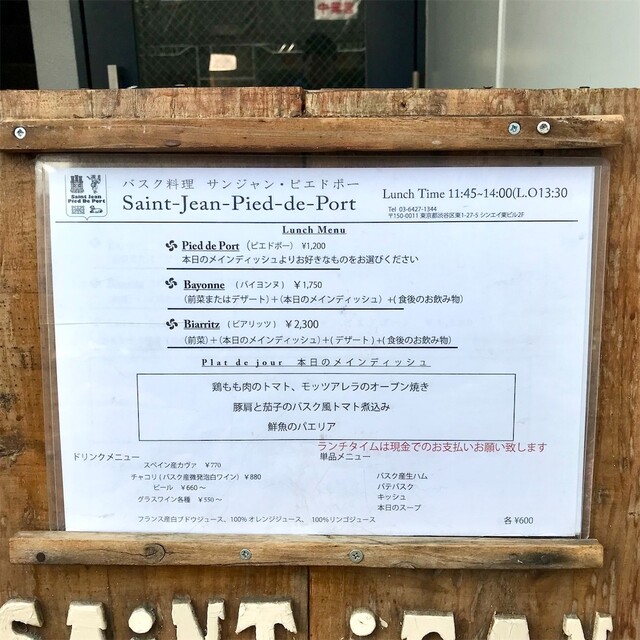 Saint Jean
Pied De Port
バスク料理 サンジャン・ピエドポー
Saint-Jean-Pied-de-Port
Lunch Time 11:45~14:00(L.O13:30
Tel 03-6427-1344
〒150-0011 東京都渋谷区東1-27-5 シンエイ東ビル2F
Lunch Menu
Pied de Port (ピエドポー) ¥1,200
本日のメインディッシュよりお好きなものをお選びください
Bayonne (バイヨンヌ) ¥1,750
(前菜またはデザート)+(本日のメインディッシュ) +(食後のお飲み物)
Biarritz (ビアリッツ) ¥2,300
(前菜)+(本日のメインディッシュ)+(デザート)+(食後のお飲み物)
Plat de jour 本日のメインディッシュ
鶏もも肉のトマト、モッツアレラのオーブン焼き
豚肩と茄子のバスク風トマト煮込み
鮮魚のパエリア
ランチタイムは現金でのお支払いお願い致します
ドリンクメニュー
スペイン産カヴァ ¥770
チャコリ(バスク産微発泡白ワイン) ¥880
ビール ¥660～
グラスワイン各種 ¥550～
フランス産白ブドウジュース、100%オレンジジュース、100%リンゴジュース
単品メニュー
バスク産生ハム
パテバスク
キッシュ
本日のスープ
各¥600
SAiNT JEAN